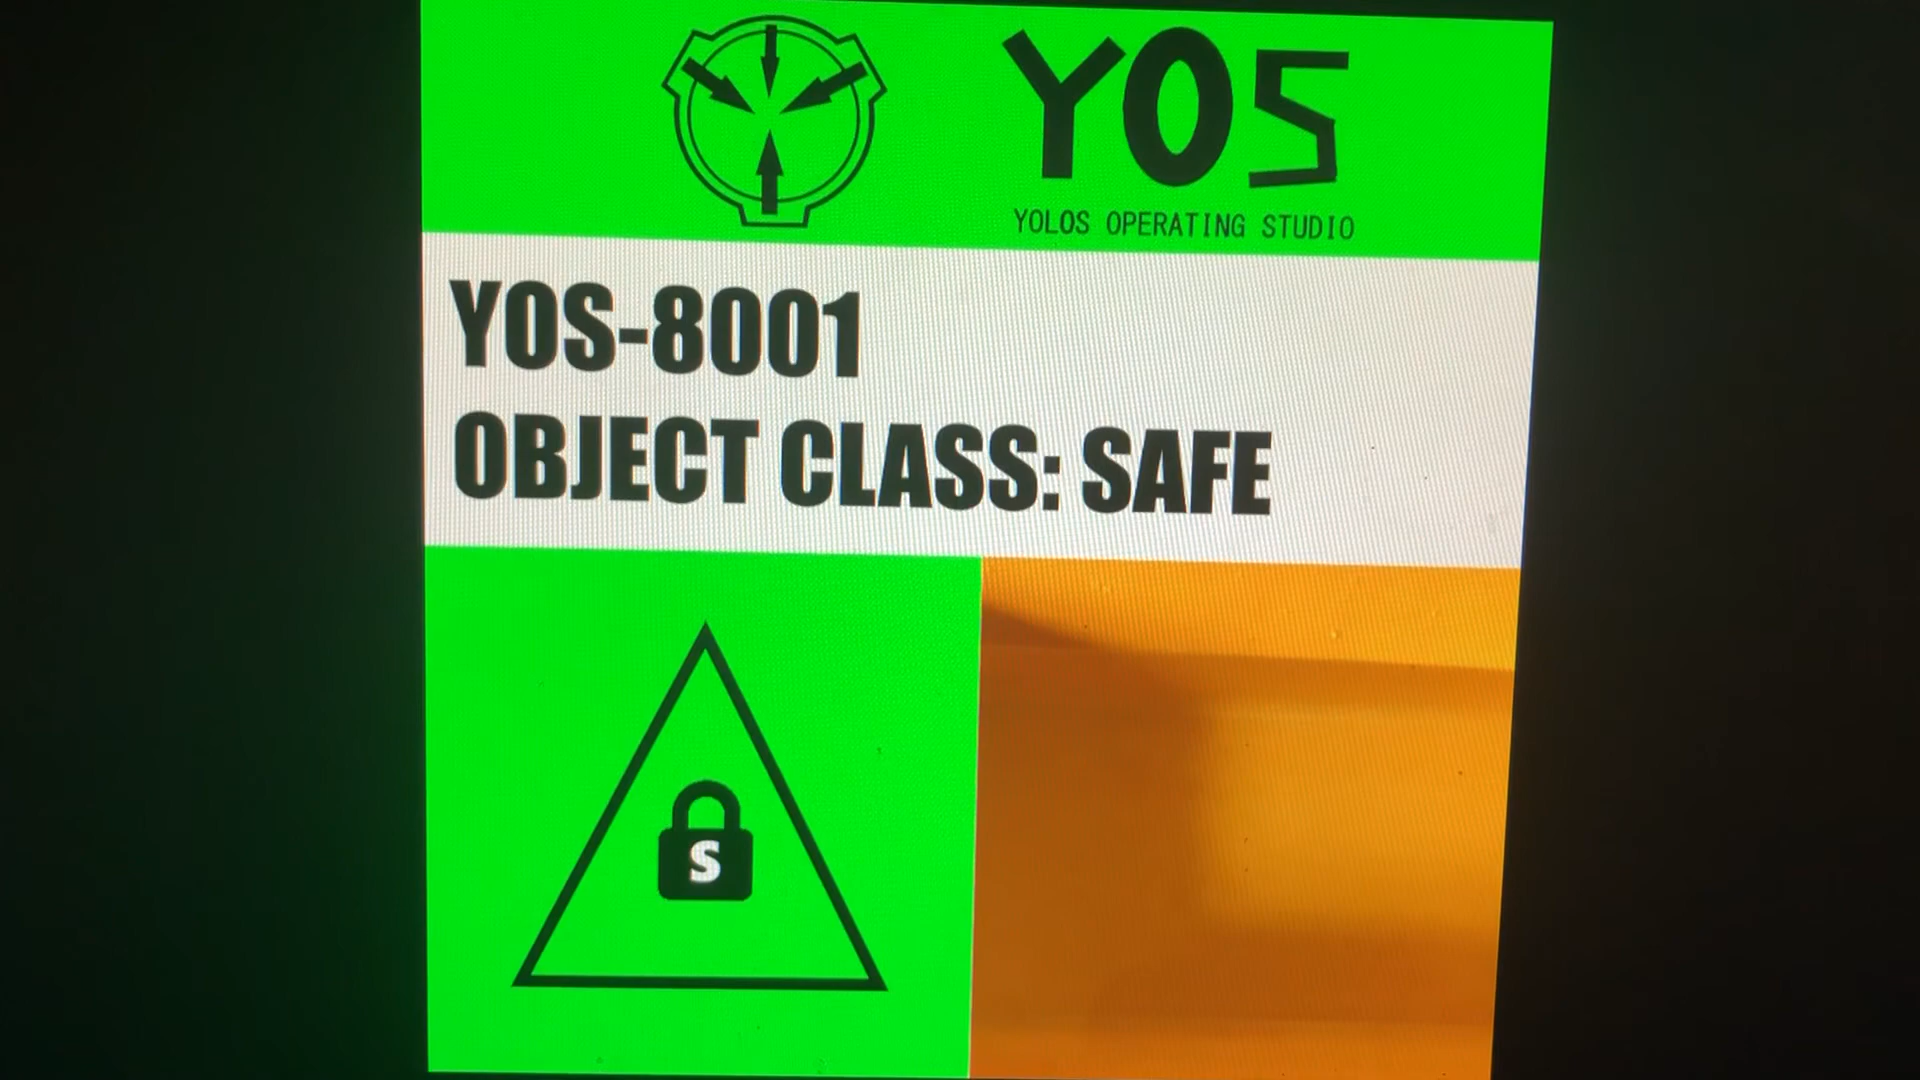 YOS
YOLOS OPERATING STUDIO
YOS-8001
OBJECT CLASS: SAFE
S